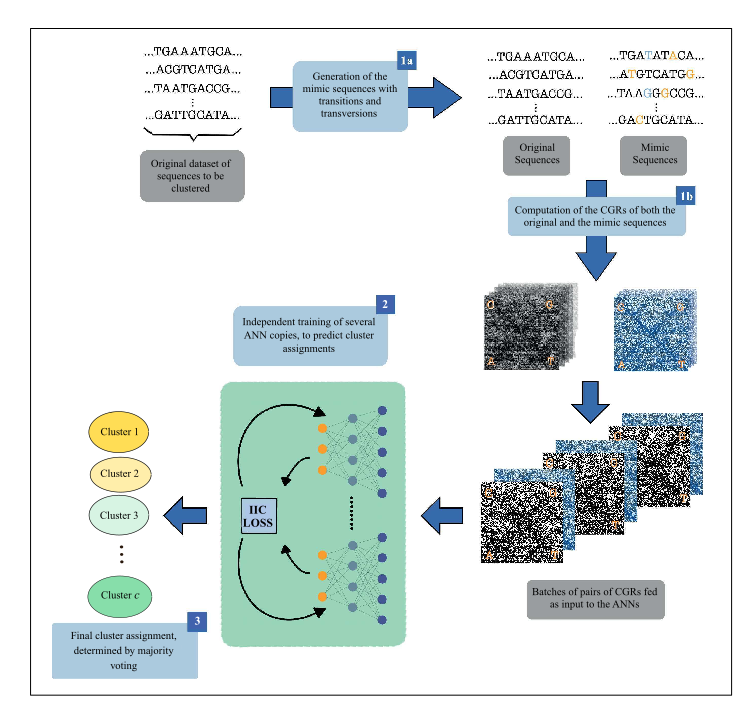 ...TGAAATGCA...
...ACGTCATGA...
...TAATGACCG...
...GATTGCATA...
Original dataset of
sequences to be
clustered
1a
Generation of the
mimic sequences with
transitions and
transversions
...TGAAATGCA...
...ACGTCATGA...
...TAATGACCG...
...GATTGCATA...
Original
Sequences
...TGATATACA...
...ATGTCATGG...
...TAAGGGCCG...
...GACTGCATA...
Mimic
Sequences
1b
Computation of the CGRs of both the
original and the mimic sequences
2
Independent training of several
ANN copies, to predict cluster
assignments
IIC
LOSS
Batches of pairs of CGRs fed
as input to the ANNs
Cluster 1
Cluster 2
Cluster 3
Cluster c
3
Final cluster assignment,
determined by majority
voting